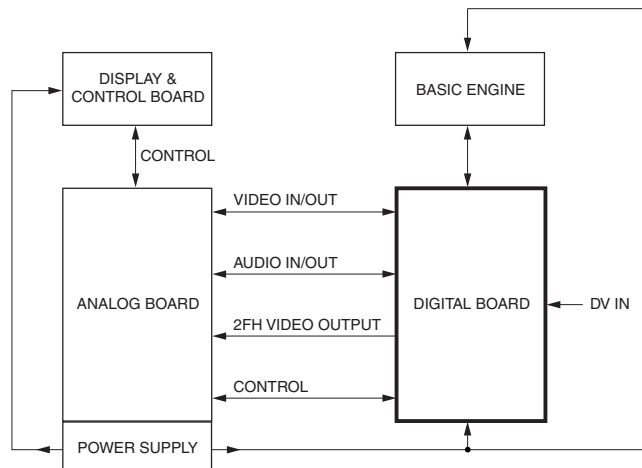 DISPLAY &
CONTROL BOARD
BASIC ENGINE
CONTROL
VIDEO IN/OUT
AUDIO IN/OUT
ANALOG BOARD
DIGITAL BOARD
DV IN
2FH VIDEO OUTPUT
CONTROL
POWER SUPPLY